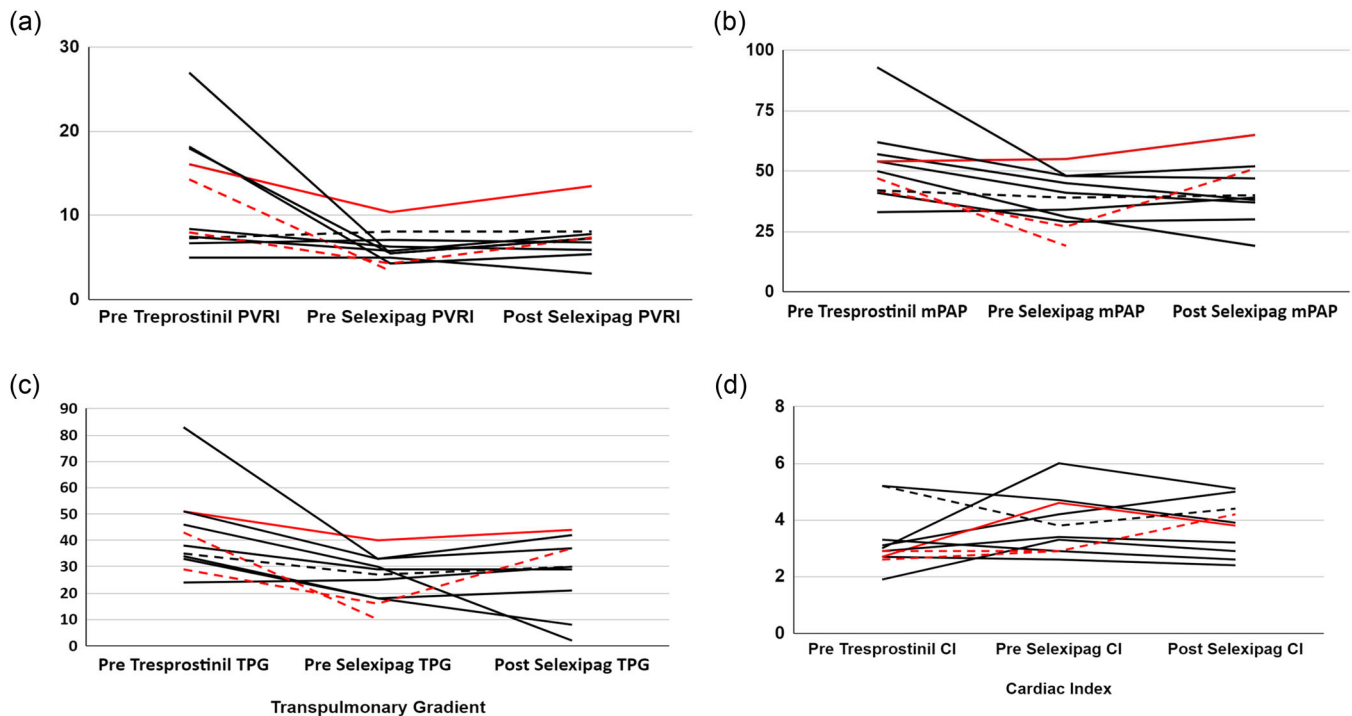 (a)
30
20
10
0
Pre Treprostinil PVRI Pre Selexipag PVRI Post Selexipag PVRI
(b)
100
75
50
25
0
Pre Tresprostinil mPAP Pre Selexipag mPAP Post Selexipag mPAP
(c)
90
80
70
60
50
40
30
20
10
0
Pre Tresprostinil TPG Pre Selexipag TPG Post Selexipag TPG
Transpulmonary Gradient
(d)
8
6
4
2
0
Pre Tresprostinil CI Pre Selexipag CI Post Selexipag CI
Cardiac Index